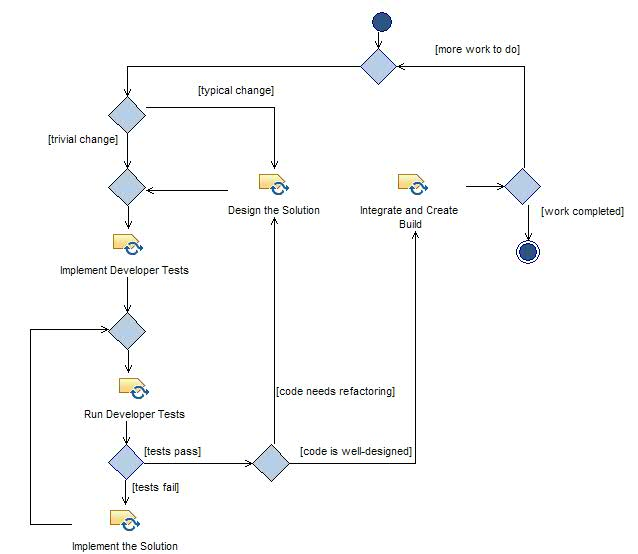 [more work to do]
[typical change]
[trivial change]
Design the Solution
Integrate and Create
Build
[work completed]
Implement Developer Tests
[code needs refactoring]
Run Developer Tests
[tests pass]
[code is well-designed]
[tests fail]
Implement the Solution